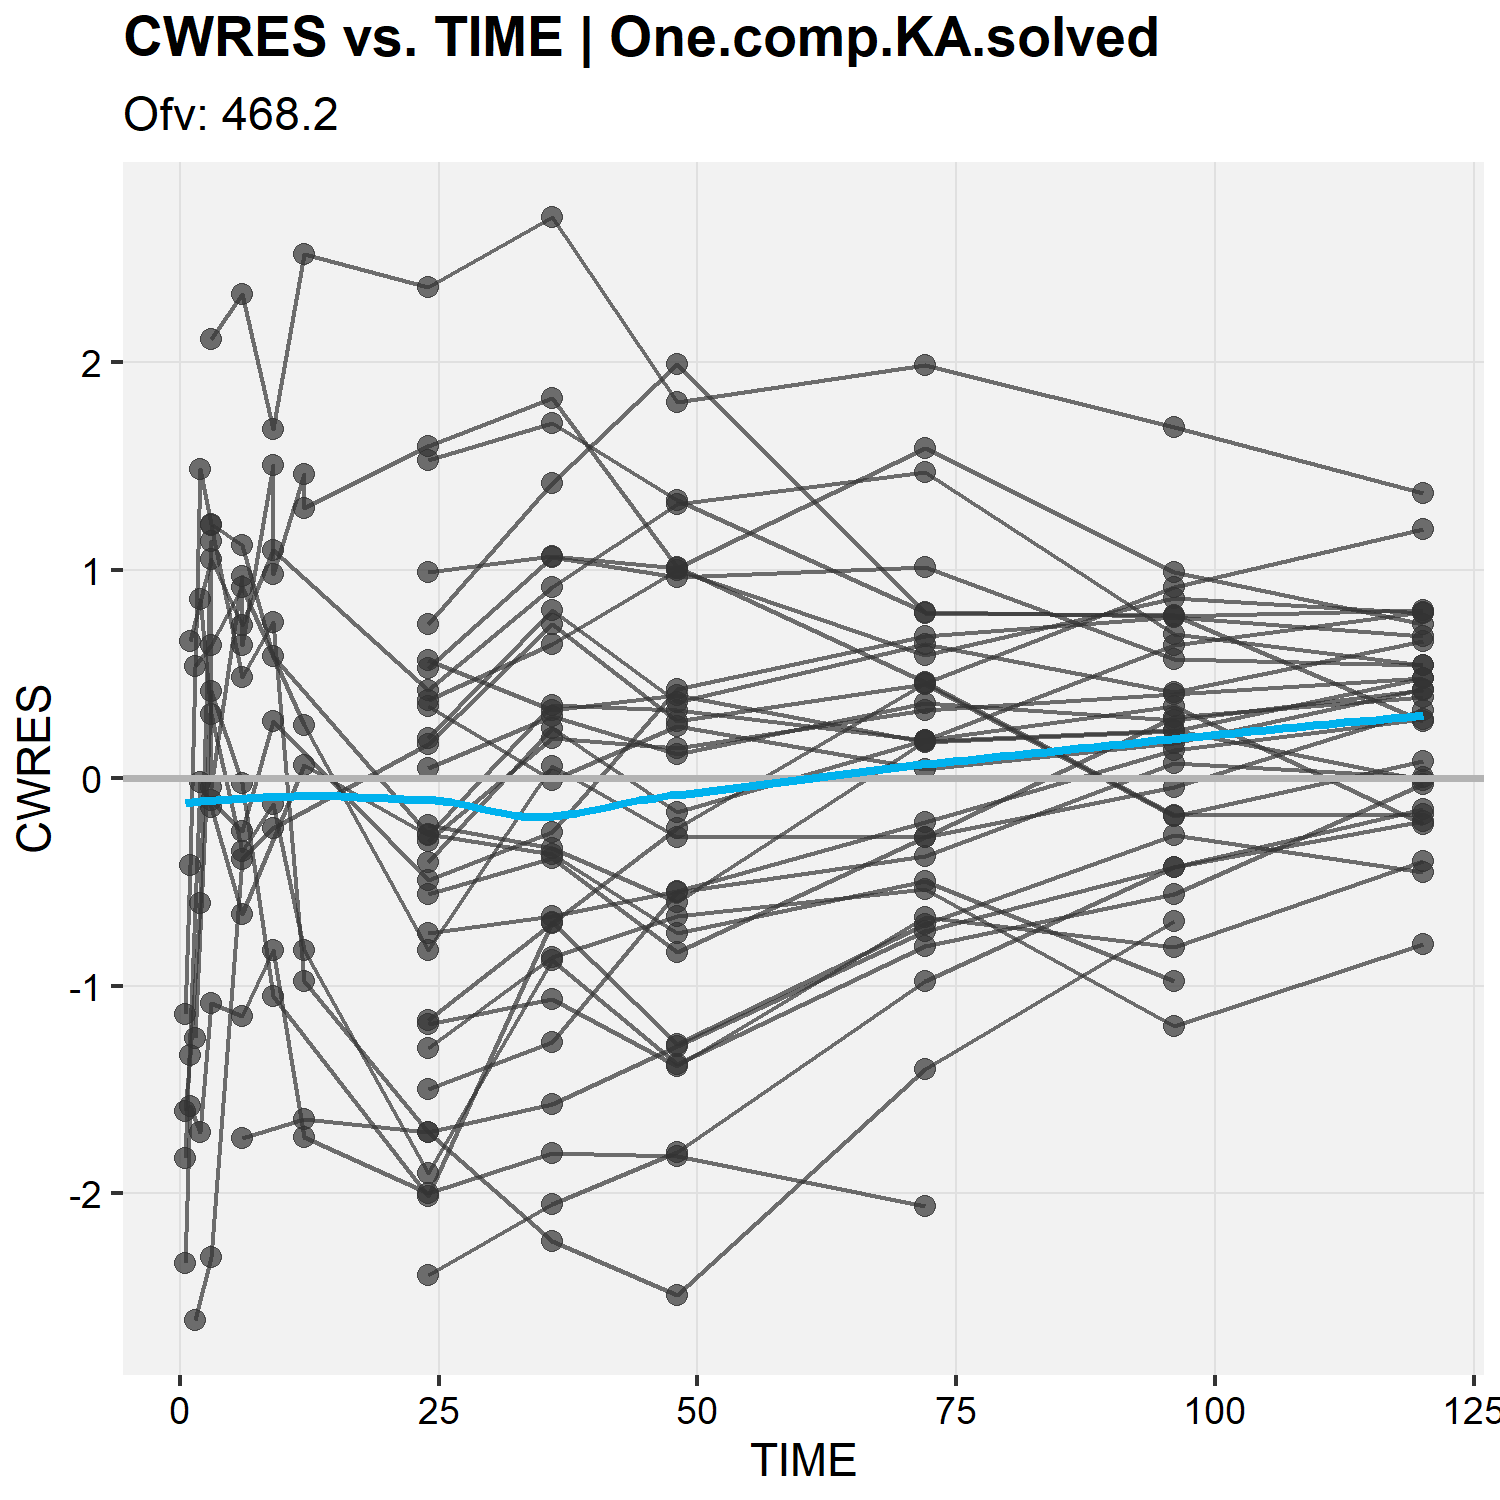 CWRES vs. TIME | One.comp.KA.solved
Ofv: 468.2
CWRES
2
1
0
-1
-2
0 25 50 75 100 125
TIME